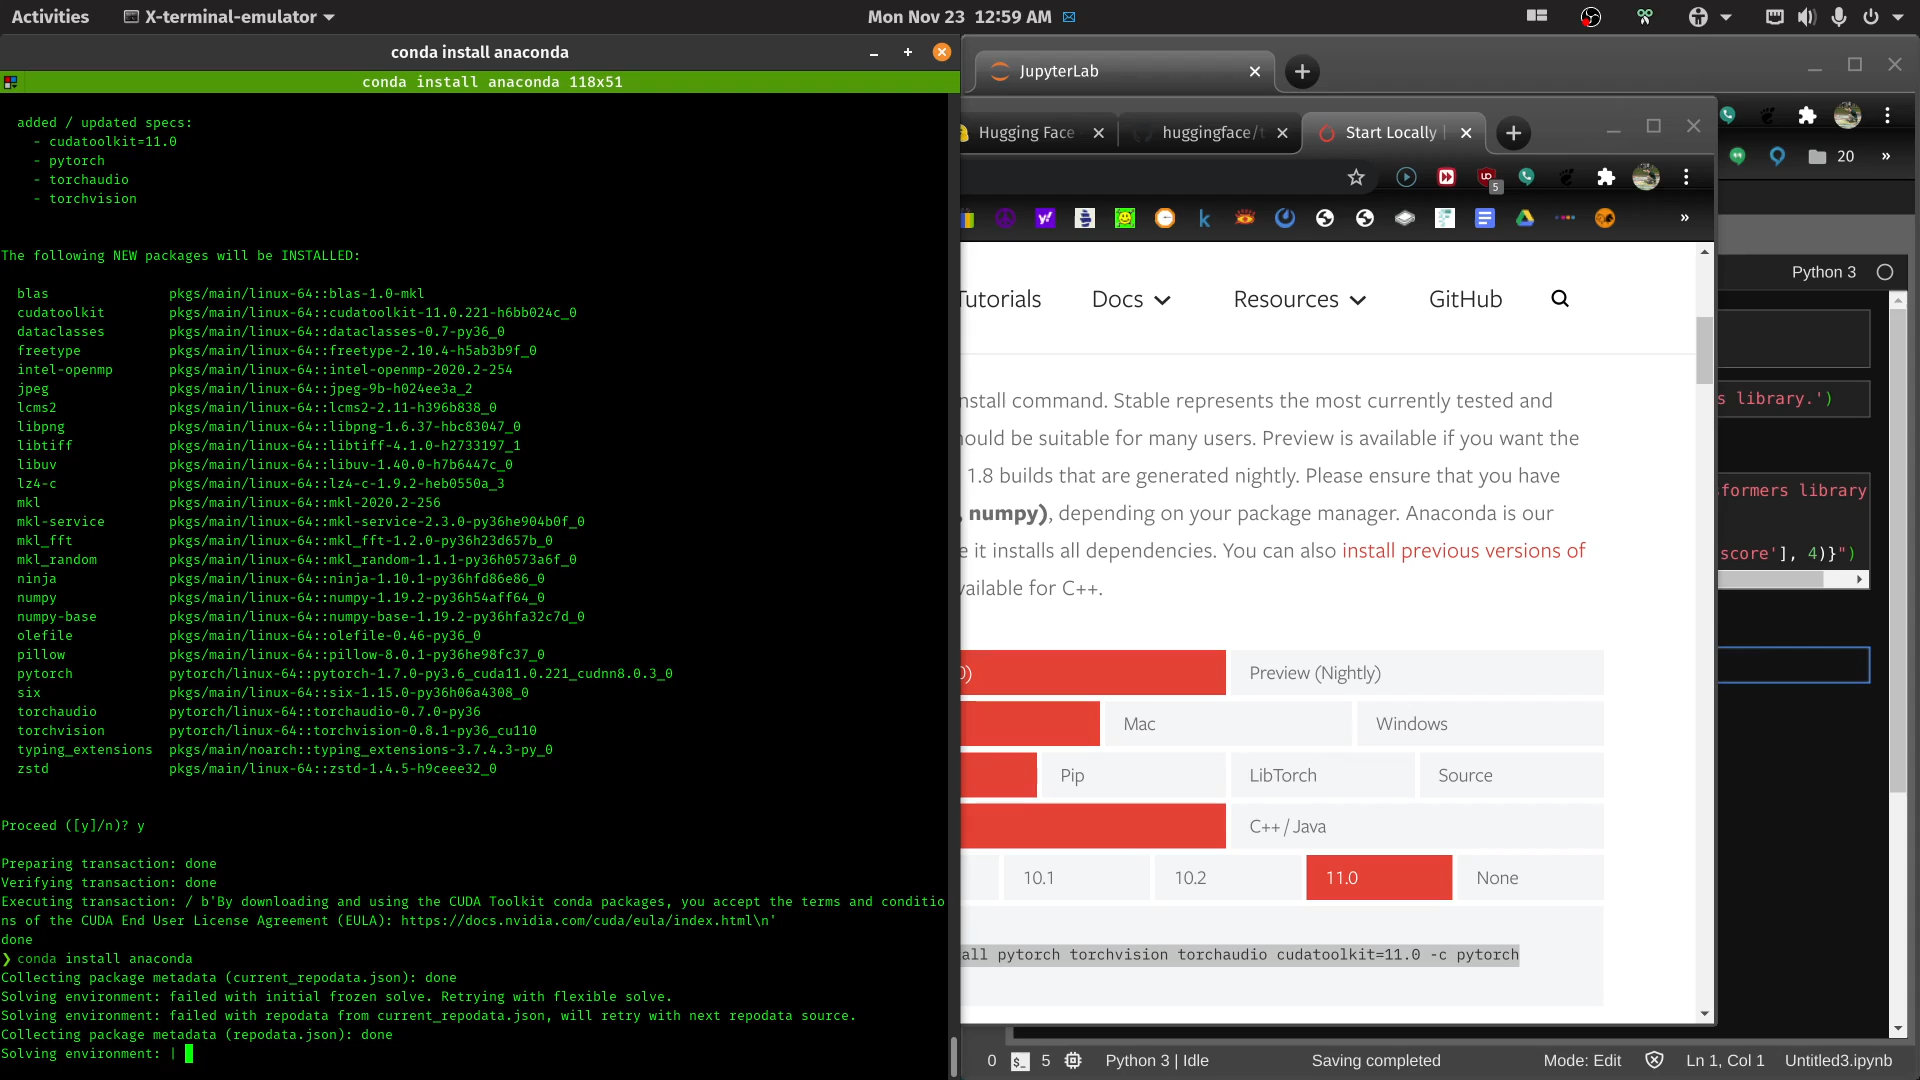 Activities
X-terminal-emulator
Mon Nov 23 12:59 AM
conda install anaconda
conda install anaconda 118x51
added / updated specs:
- cudatoolkit=11.0
- pytorch
- torchaudio
- torchvision
The following NEW packages will be INSTALLED:
blas pkgs/main/linux-64::blas-1.0-mkl
cudatoolkit pkgs/main/linux-64::cudatoolkit-11.0.221-h6bb024c_0
dataclasses pkgs/main/linux-64::dataclasses-0.7-py36_0
freetype pkgs/main/linux-64::freetype-2.10.4-h5ab3b9f_0
intel-openmp pkgs/main/linux-64::intel-openmp-2020.2-254
jpeg pkgs/main/linux-64::jpeg-9b-h024ee3a_2
lcms2 pkgs/main/linux-64::lcms2-2.11-h396b838_0
libpng pkgs/main/linux-64::libpng-1.6.37-hbc83047_0
libtiff pkgs/main/linux-64::libtiff-4.1.0-h2733197_1
libuv pkgs/main/linux-64::libuv-1.40.0-h7b6447c_0
lz4-c pkgs/main/linux-64::lz4-c-1.9.2-heb0550a_3
mkl pkgs/main/linux-64::mkl-2020.2-256
mkl-service pkgs/main/linux-64::mkl-service-2.3.0-py36he904b0f_0
mkl_fft pkgs/main/linux-64::mkl_fft-1.2.0-py36h23d657b_0
mkl_random pkgs/main/linux-64::mkl_random-1.1.1-py36h0573a6f_0
ninja pkgs/main/linux-64::ninja-1.10.1-py36hfd86e86_0
numpy pkgs/main/linux-64::numpy-1.19.2-py36h54aff64_0
numpy-base pkgs/main/linux-64::numpy-base-1.19.2-py36hfa32c7d_0
olefile pkgs/main/linux-64::olefile-0.46-py36_0
pillow pkgs/main/linux-64::pillow-8.0.1-py36he98fc37_0
pytorch pytorch/linux-64::pytorch-1.7.0-py3.6_cuda11.0.221_cudnn8.0.3_0
six pkgs/main/linux-64::six-1.15.0-py36h06a4308_0
torchaudio pytorch/linux-64::torchaudio-0.7.0-py36
torchvision pytorch/linux-64::torchvision-0.8.1-py36_cu110
typing_extensions pkgs/main/noarch::typing_extensions-3.7.4.3-py_0
zstd pkgs/main/linux-64::zstd-1.4.5-h9ceee32_0
Proceed ([y]/n)? y
Preparing transaction: done
Verifying transaction: done
Executing transaction: / b'By downloading and using the CUDA Toolkit conda packages, you accept the terms and conditio
ns of the CUDA End User License Agreement (EULA): https://docs.nvidia.com/cuda/eula/index.html\n'
done
❯ conda install anaconda
Collecting package metadata (current_repodata.json): done
Solving environment: failed with initial frozen solve. Retrying with flexible solve.
Solving environment: failed with repodata from current_repodata.json, will retry with next repodata source.
Collecting package metadata (repodata.json): done
Solving environment: |
JupyterLab
Hugging Face
huggingface/t
Start Locally |
5
20 »
»
Tutorials Docs Resources GitHub
nstall command. Stable represents the most currently tested and
ould be suitable for many users. Preview is available if you want the
1.8 builds that are generated nightly. Please ensure that you have
, numpy), depending on your package manager. Anaconda is our
e it installs all dependencies. You can also install previous versions of
vailable for C++.
0) Preview (Nightly)
Mac Windows
Pip LibTorch Source
C++ / Java
10.1 10.2 11.0 None
all pytorch torchvision torchaudio cudatoolkit=11.0 -c pytorch
Python 3
s library.')
sformers library
score'], 4)}")
0 5 Python 3 | Idle Saving completed Mode: Edit Ln 1, Col 1 Untitled3.ipynb